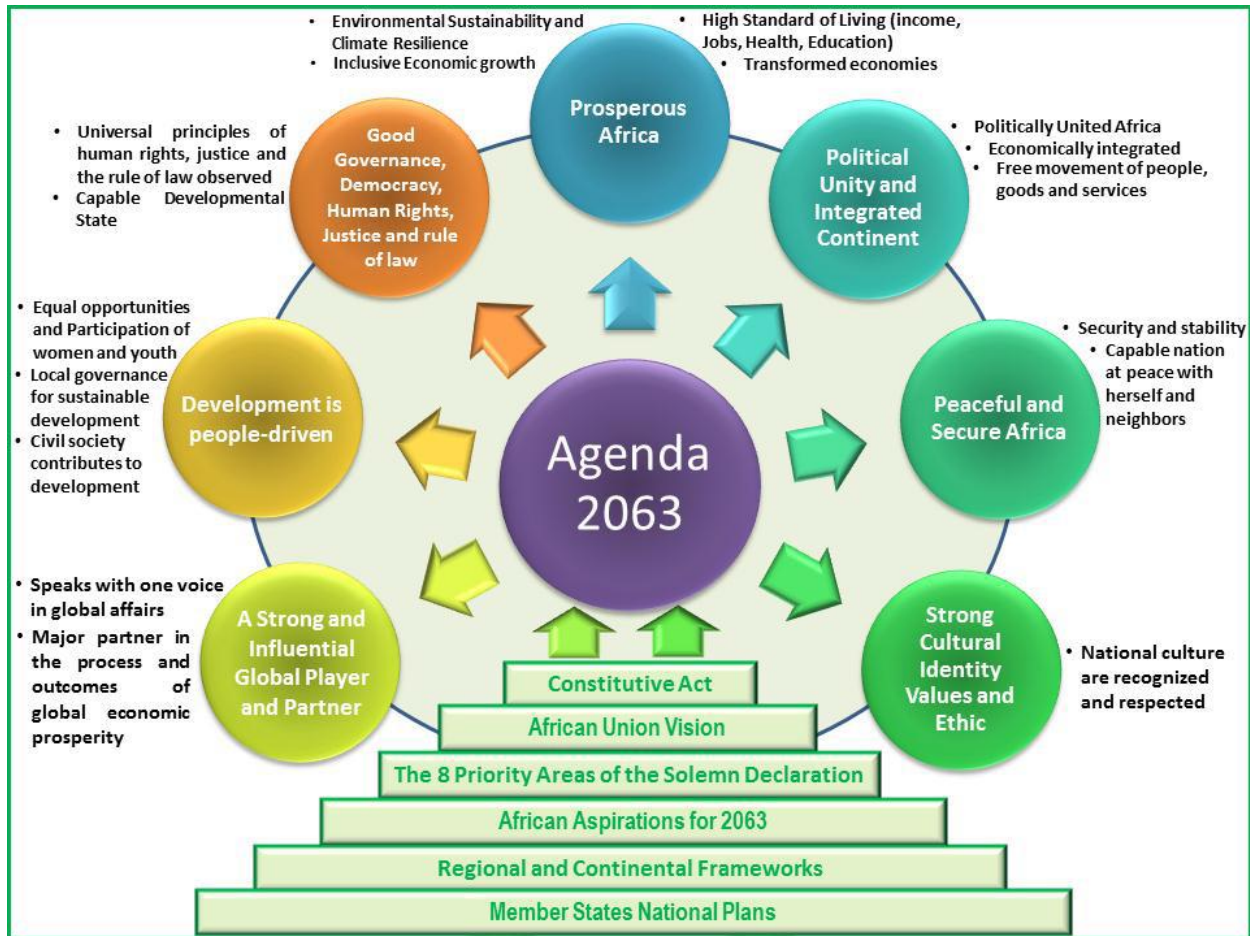 • Environmental Sustainability and
Climate Resilience
• Inclusive Economic growth
• High Standard of Living (income,
Jobs, Health, Education)
• Transformed economies
Prosperous
Africa
• Universal principles of
human rights, justice and
the rule of law observed
• Capable Developmental
State
Good
Governance,
Democracy,
Human Rights,
Justice and rule
of law
Political
Unity and
Integrated
Continent
• Politically United Africa
• Economically integrated
• Free movement of people,
goods and services
• Equal opportunities
and Participation of
women and youth
• Local governance
for sustainable
development
• Civil society
contributes to
development
Development is
people-driven
Agenda
2063
Peaceful and
Secure Africa
• Security and stability
• Capable nation
at peace with
herself and
neighbors
• Speaks with one voice
in global affairs
• Major partner in
the process and
outcomes of
global economic
prosperity
A Strong and
Influential
Global Player
and Partner
Strong
Cultural
Identity
Values and
Ethic
• National culture
are recognized
and respected
Constitutive Act
African Union Vision
The 8 Priority Areas of the Solemn Declaration
African Aspirations for 2063
Regional and Continental Frameworks
Member States National Plans